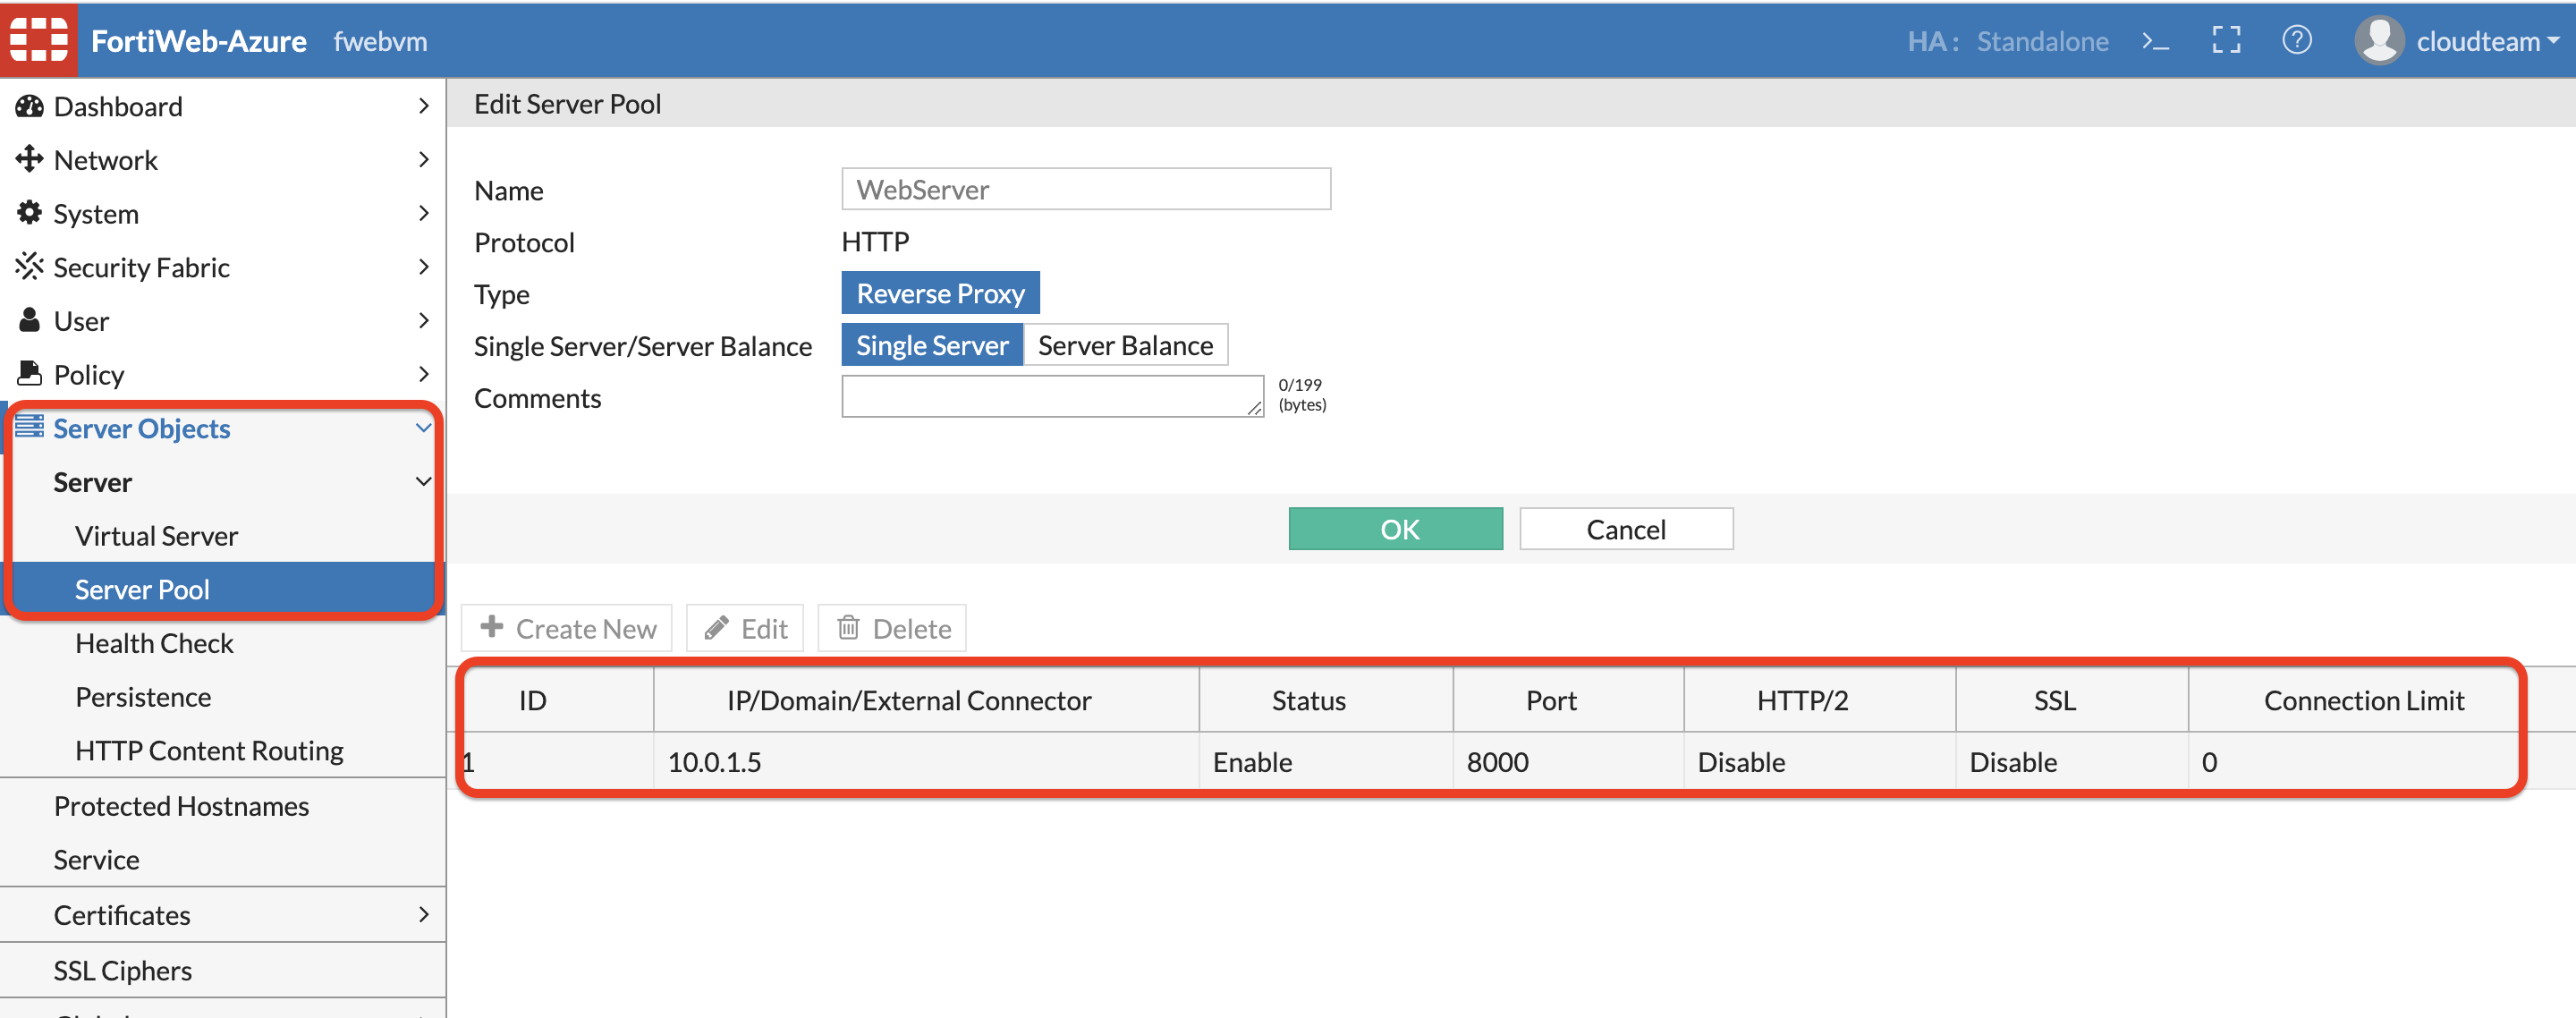 FortiWeb-Azure fwebvm HA: Standalone >_ ? cloudteam
Dashboard
Network
System
Security Fabric
User
Policy
Server Objects
Server
Virtual Server
Server Pool
Health Check
Persistence
HTTP Content Routing
Protected Hostnames
Service
Certificates
SSL Ciphers
Edit Server Pool
Name WebServer
Protocol HTTP
Type Reverse Proxy
Single Server/Server Balance Single Server Server Balance
Comments 0/199
(bytes)
OK Cancel
Create New Edit Delete
ID IP/Domain/External Connector Status Port HTTP/2 SSL Connection Limit
1 10.0.1.5 Enable 8000 Disable Disable 0